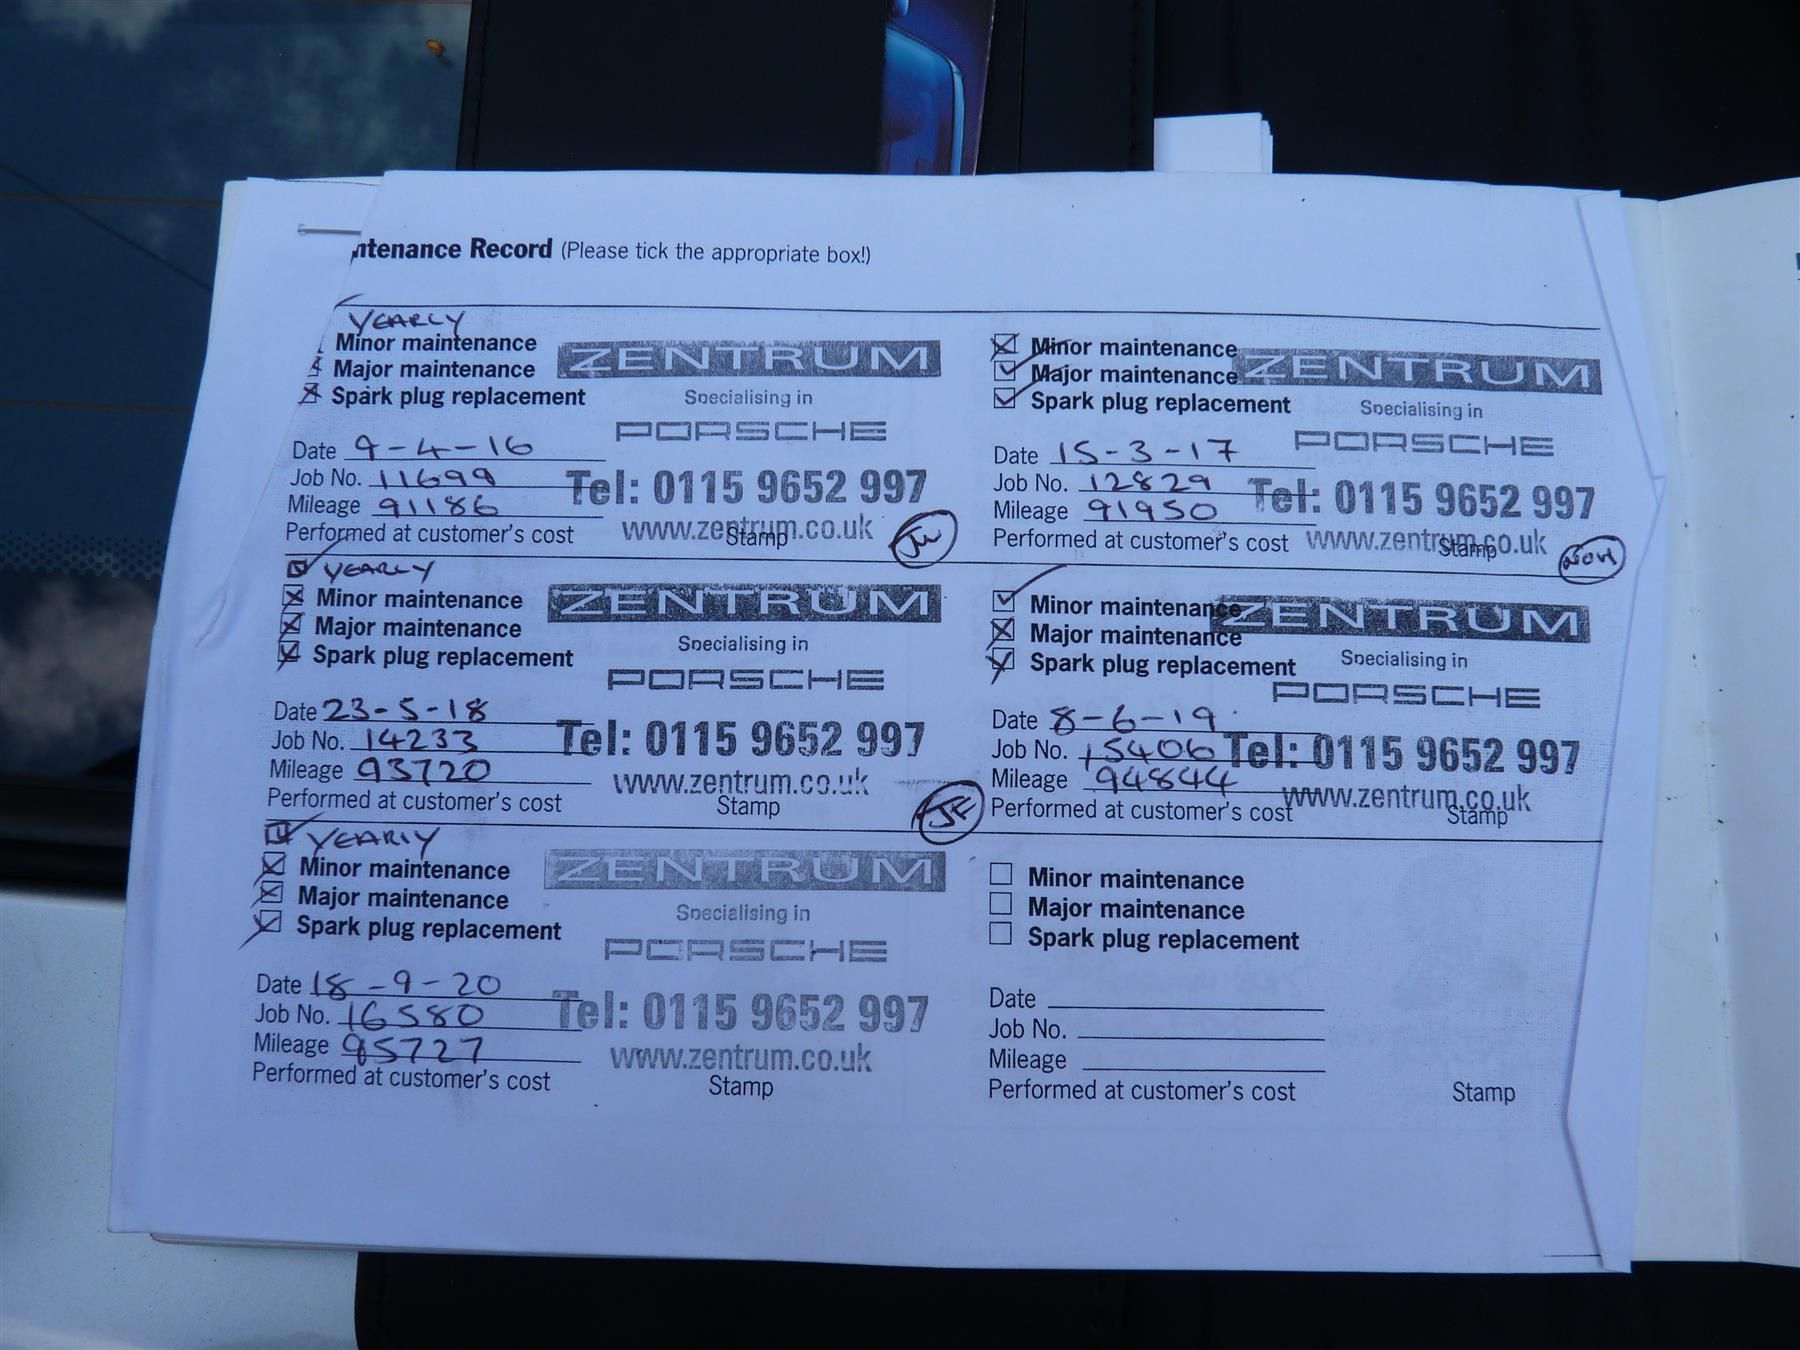 ntenance Record (Please tick the appropriate box!)
YEARLY
Minor maintenance
Major maintenance
Spark plug replacement
ZENTRUM
Specialising in
PORSCHE
Date 9-4-16
Job No. 11699
Mileage 91186
Tel: 0115 9652 997
www.zentrum.co.uk
Performed at customer's cost
Stamp
JW
Minor maintenance
Major maintenance
Spark plug replacement
ZENTRUM
Specialising in
PORSCHE
Date 15-3-17
Job No. 12829
Mileage 91950
Tel: 0115 9652 997
www.zentrum.co.uk
Performed at customer's cost
Stamp
YEARLY
Minor maintenance
Major maintenance
Spark plug replacement
ZENTRUM
Specialising in
PORSCHE
Date 23-5-18
Job No. 14233
Mileage 93720
Tel: 0115 9652 997
www.zentrum.co.uk
Performed at customer's cost
Stamp
JF
Minor maintenance
Major maintenance
Spark plug replacement
ZENTRUM
Specialising in
PORSCHE
Date 8-6-19
Job No. 15406
Mileage 94844
Tel: 0115 9652 997
www.zentrum.co.uk
Performed at customer's cost
Stamp
YEARLY
Minor maintenance
Major maintenance
Spark plug replacement
ZENTRUM
Specialising in
PORSCHE
Date 18-9-20
Job No. 16580
Mileage 95727
Tel: 0115 9652 997
www.zentrum.co.uk
Performed at customer's cost
Stamp
Minor maintenance
Major maintenance
Spark plug replacement
Date
Job No.
Mileage
Performed at customer's cost
Stamp